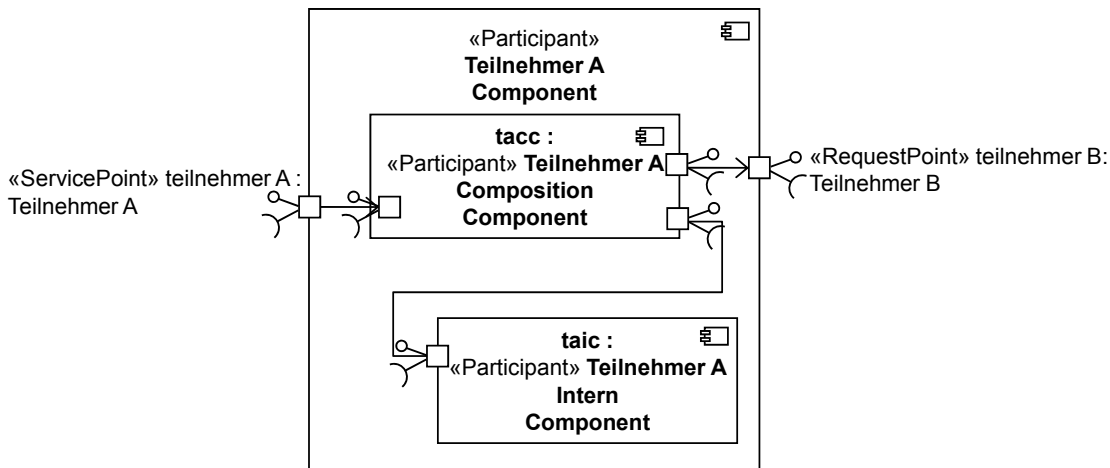 «Participant»
Teilnehmer A
Component
tacc :
«Participant» Teilnehmer A
Composition
Component
«ServicePoint» teilnehmer A :
Teilnehmer A
«RequestPoint» teilnehmer B:
Teilnehmer B
taic :
«Participant» Teilnehmer A
Intern
Component